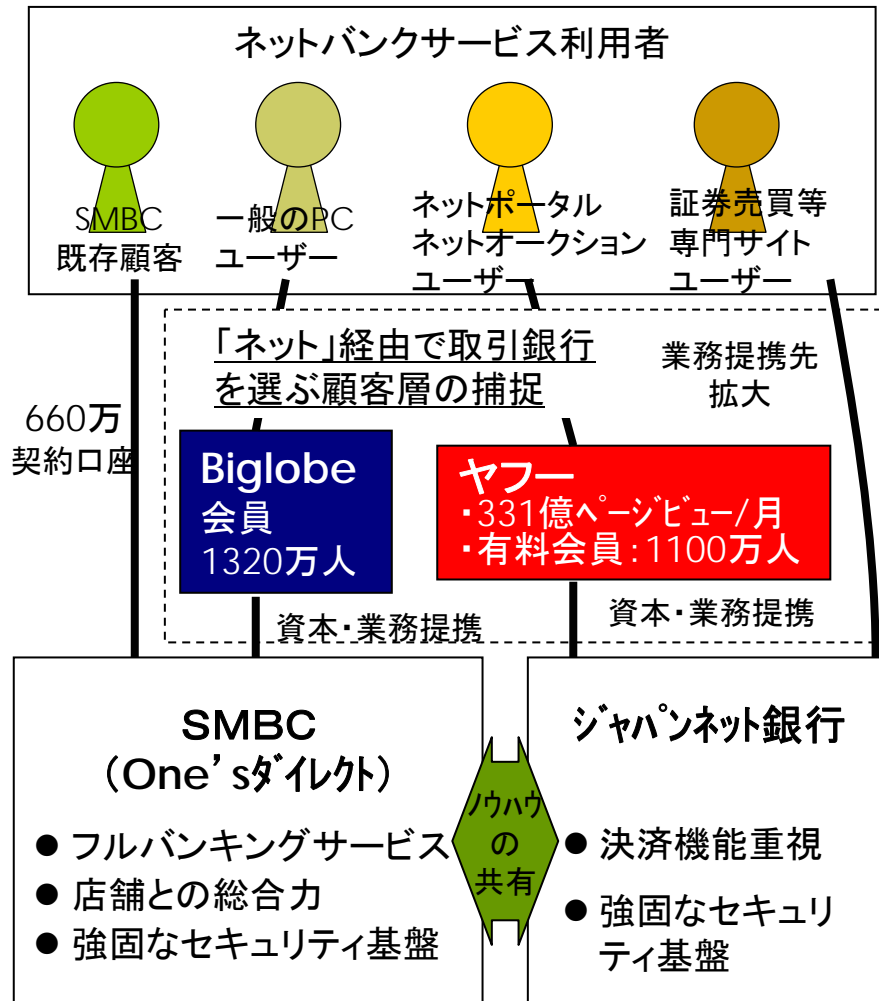 ネットバンクサービス利用者
SMBC
既存顧客
一般のPC
ユーザー
ネットポータル
ネットオークション
ユーザー
証券売買等
専門サイト
ユーザー
「ネット」経由で取引銀行
を選ぶ顧客層の捕捉
業務提携先
拡大
660万
契約口座
Biglobe
会員
1320万人
ヤフー
・331億ﾍﾟｰｼﾞビュー/月
・有料会員：1100万人
資本・業務提携
資本・業務提携
SMBC
（One’sﾀﾞｲﾚｸﾄ）
● フルバンキングサービス
● 店舗との総合力
● 強固なセキュリティ基盤
ﾉｳﾊｳ
の
共有
ｼﾞｬﾊﾟﾝﾈｯﾄ銀行
● 決済機能重視
● 強固なセキュリ
ティ基盤